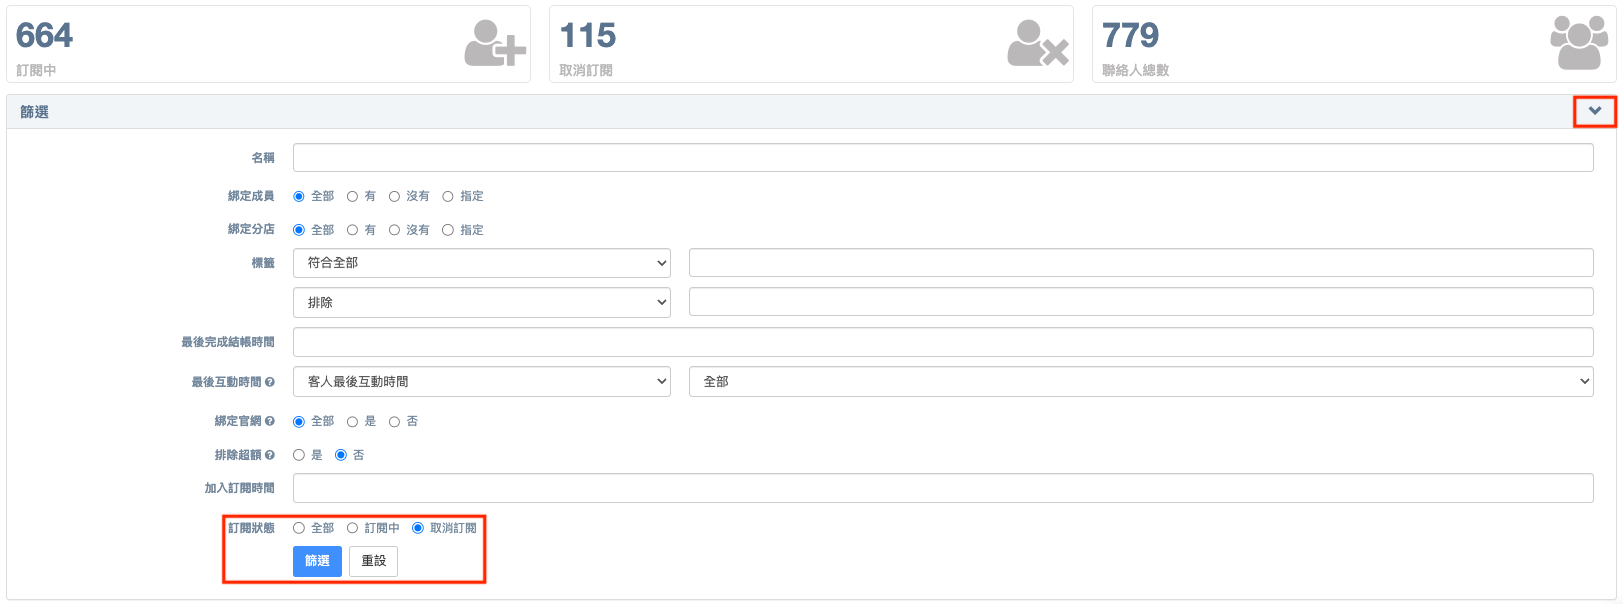 664
訂閱中
115
取消訂閱
779
聯絡人總數
篩選
名稱
綁定成員 全部 有 沒有 指定
綁定分店 全部 有 沒有 指定
標籤 符合全部
排除
最後完成結帳時間
最後互動時間 客人最後互動時間 全部
綁定官網 全部 是 否
排除超額 是 否
加入訂閱時間
訂閱狀態 全部 訂閱中 取消訂閱
篩選 重設